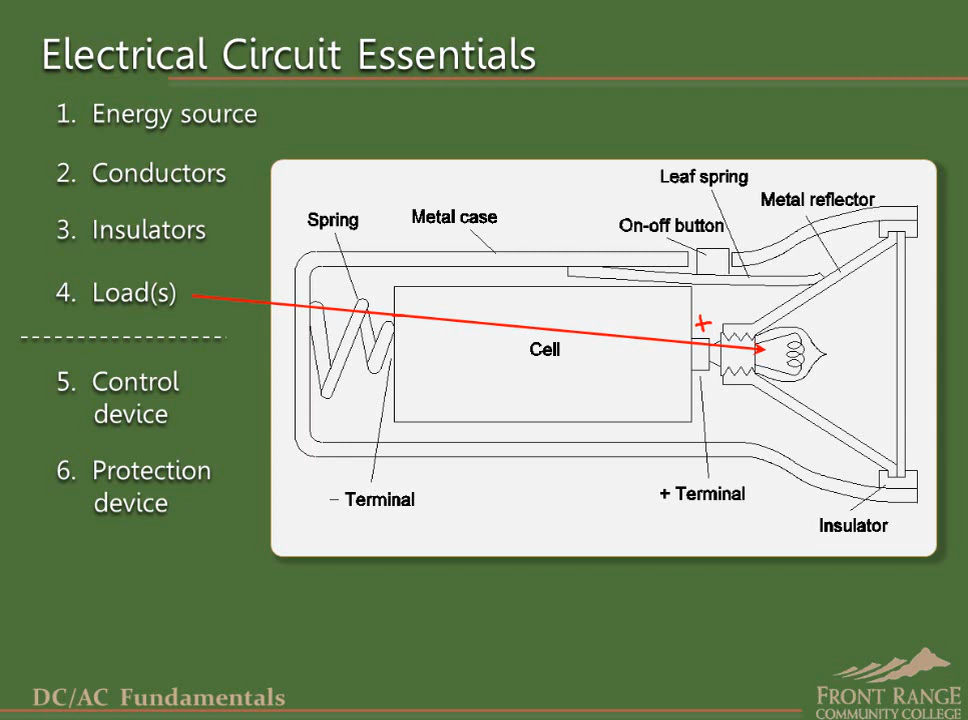 Electrical Circuit Essentials
1. Energy source
2. Conductors
3. Insulators
4. Load(s)
5. Control
device
6. Protection
device
Leaf spring
Metal reflector
Spring
Metal case
On-off button
+
Cell
− Terminal
+ Terminal
Insulator
DC/AC Fundamentals
FRONT RANGE
COMMUNITY COLLEGE